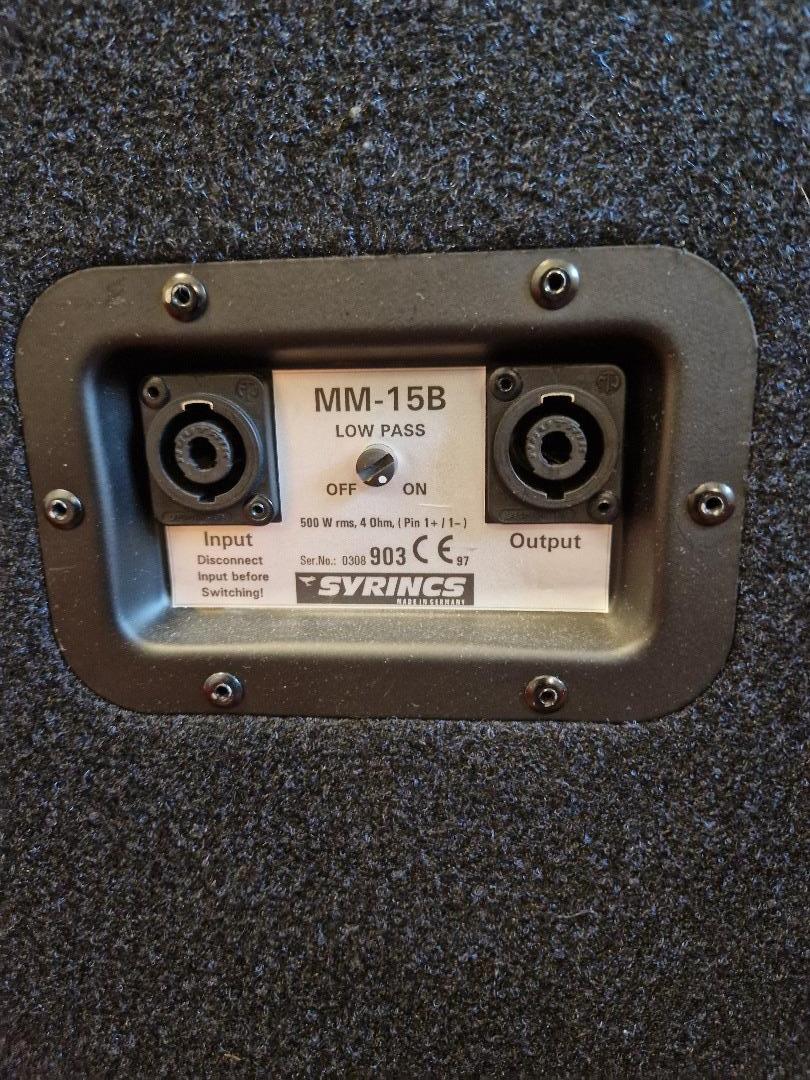 MM-15B
LOW PASS
OFF ON
500 W rms, 4 Ohm, ( Pin 1+ / 1- )
Input
Disconnect
Input before
Switching!
Ser.No.: 0308 903 CE 97
SYRINCS
MADE IN GERMANY
Output